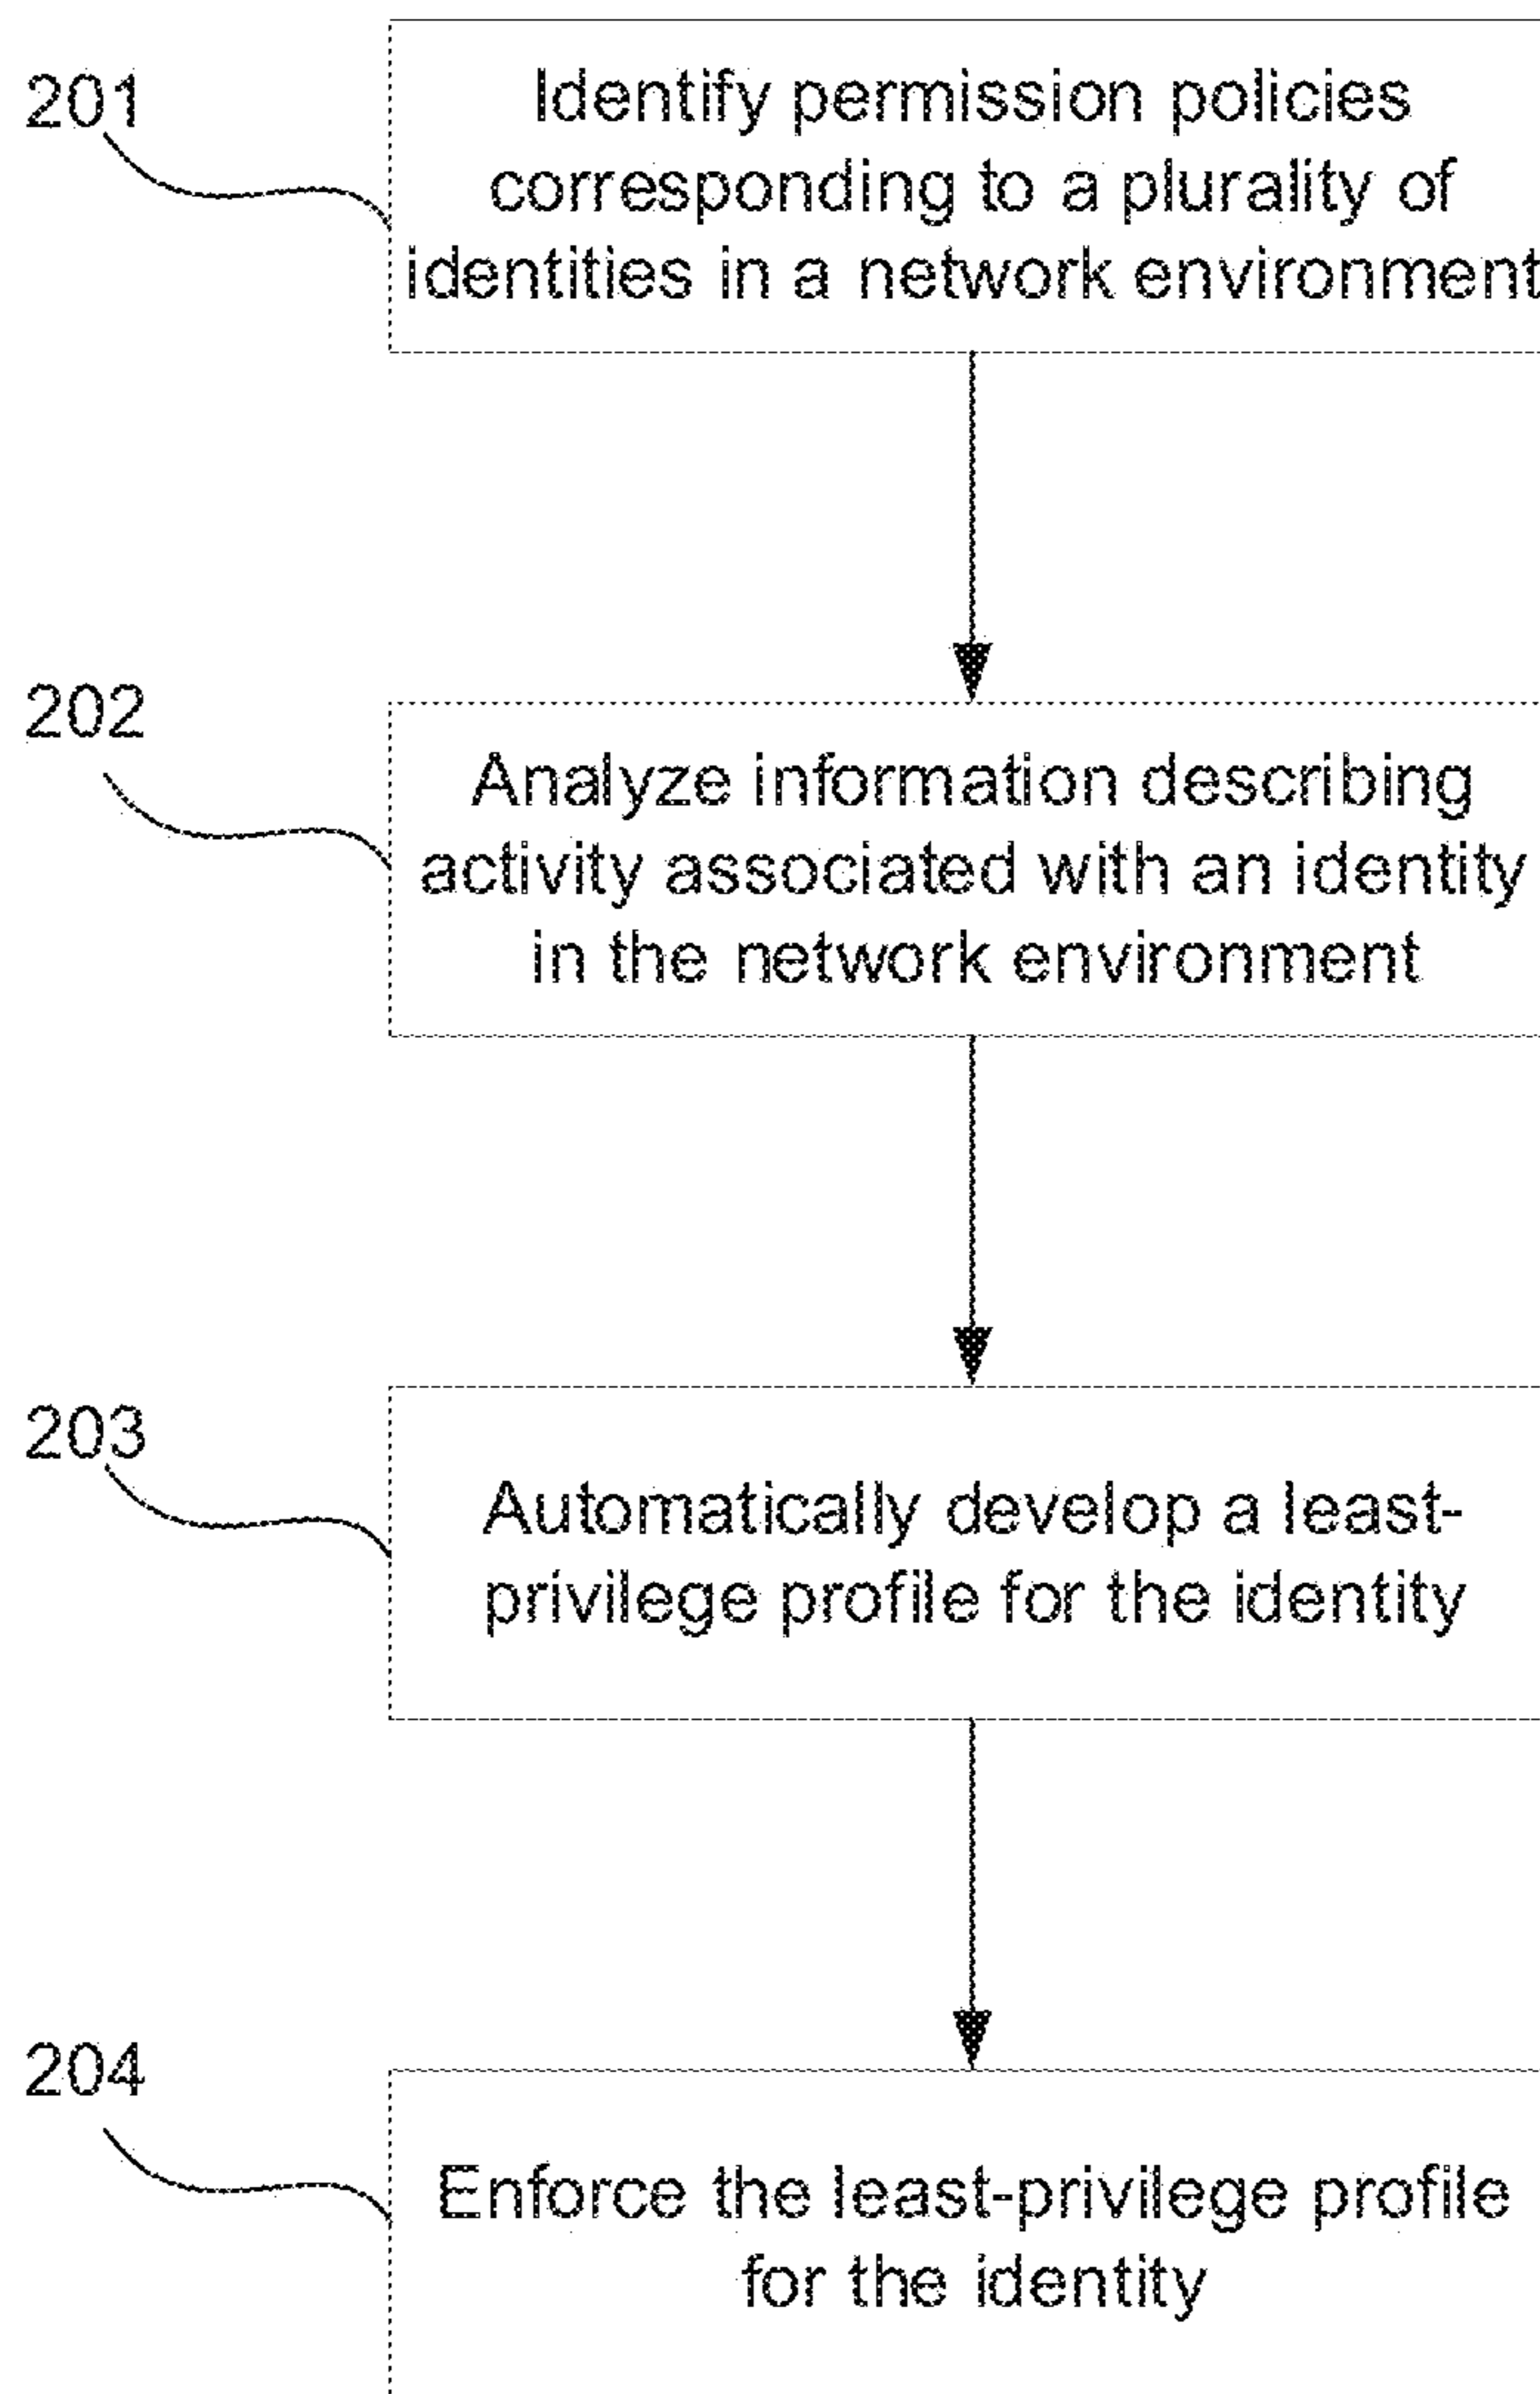 201
Identify permission policies
corresponding to a plurality of
identities in a network environment
202
Analyze information describing
activity associated with an identity
in the network environment
203
Automatically develop a least-
privilege profile for the identity
204
Enforce the least-privilege profile
for the identity